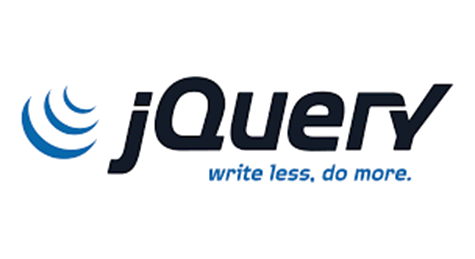 jQuery
write less, do more.